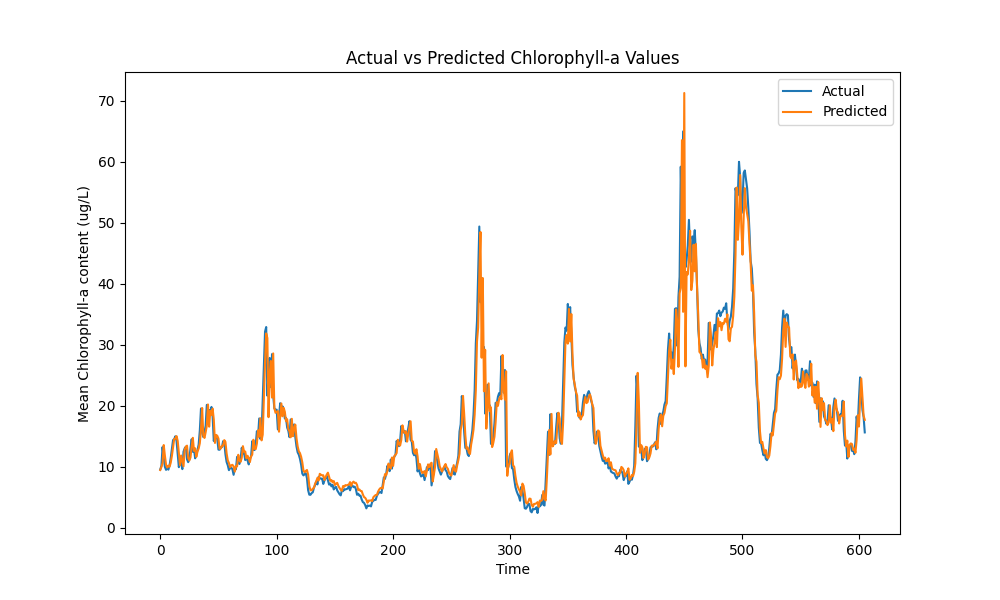 Actual vs Predicted Chlorophyll-a Values
Actual
Predicted
Mean Chlorophyll-a content (ug/L)
70
60
50
40
30
20
10
0
0 100 200 300 400 500 600
Time